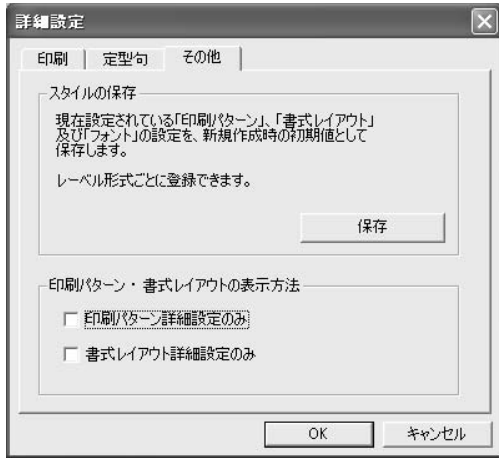 詳細設定
印刷
定型句
その他
スタイルの保存
現在設定されている「印刷パターン」、「書式レイアウト」
及び「フォント」の設定を、新規作成時の初期値として
保存します。
レーベル形式ごとに登録できます。
保存
印刷パターン・書式レイアウトの表示方法
印刷パターン詳細設定のみ
書式レイアウト詳細設定のみ
OK
キャンセル